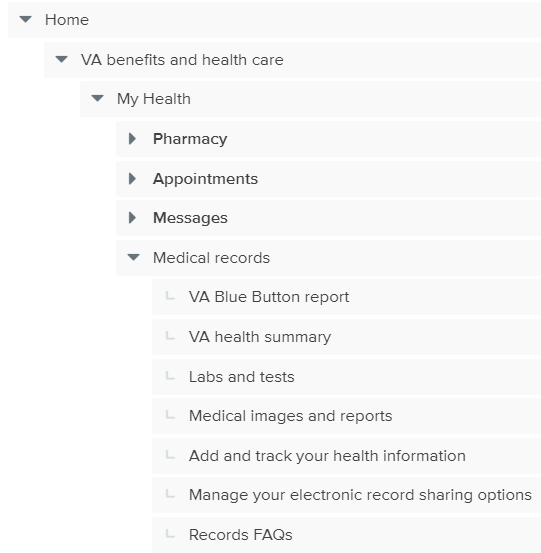 Home
VA benefits and health care
My Health
Pharmacy
Appointments
Messages
Medical records
VA Blue Button report
VA health summary
Labs and tests
Medical images and reports
Add and track your health information
Manage your electronic record sharing options
Records FAQs